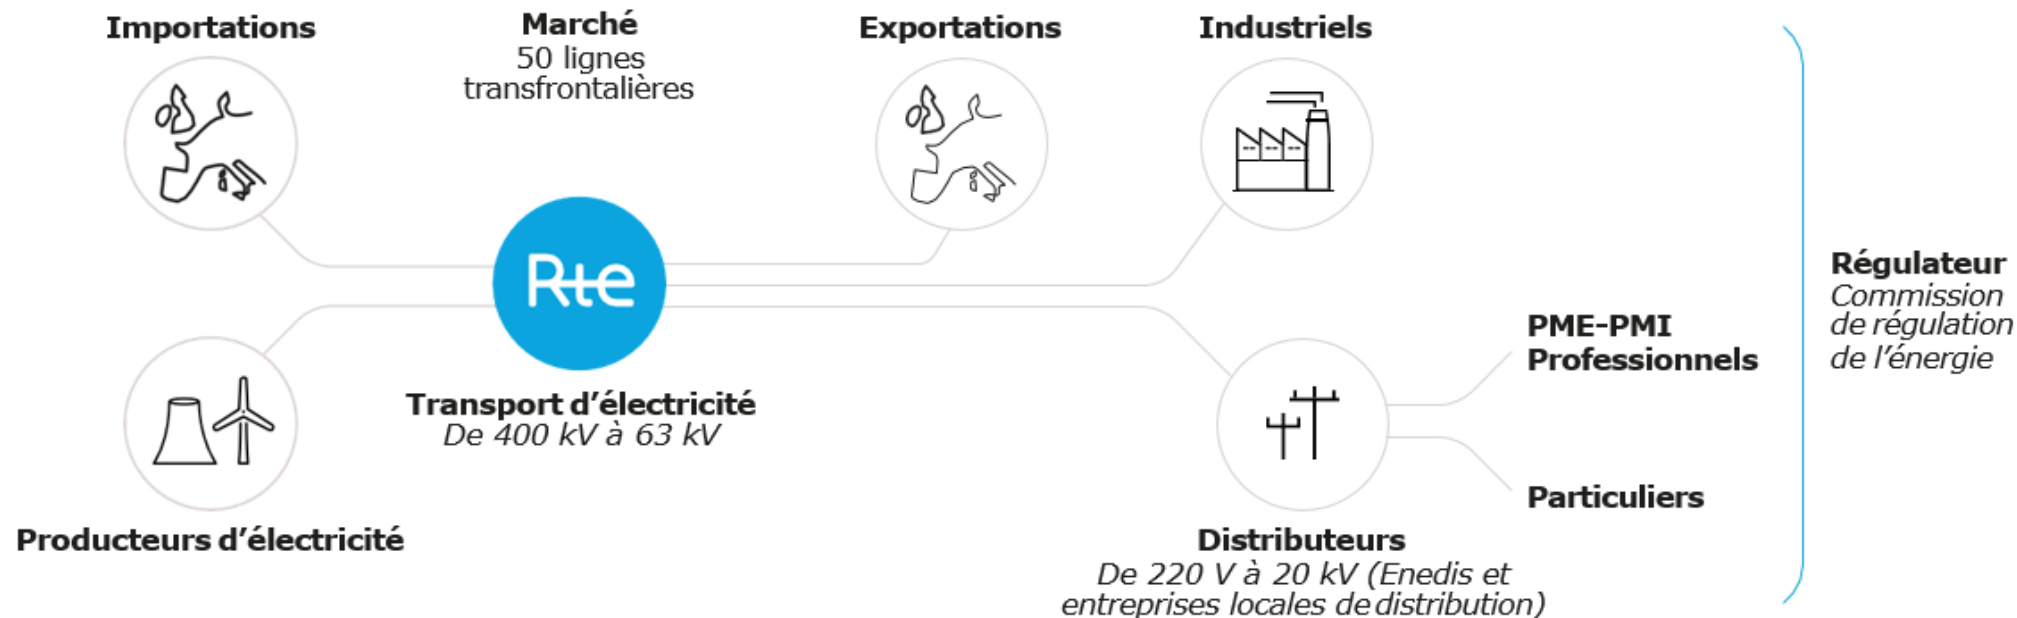 Importations
Marché
50 lignes
transfrontalières
Exportations
Industriels
Rte
Transport d’électricité
De 400 kV à 63 kV
Producteurs d’électricité
Distributeurs
De 220 V à 20 kV (Enedis et
entreprises locales de distribution)
PME-PMI
Professionnels
Particuliers
Régulateur
Commission
de régulation
de l’énergie